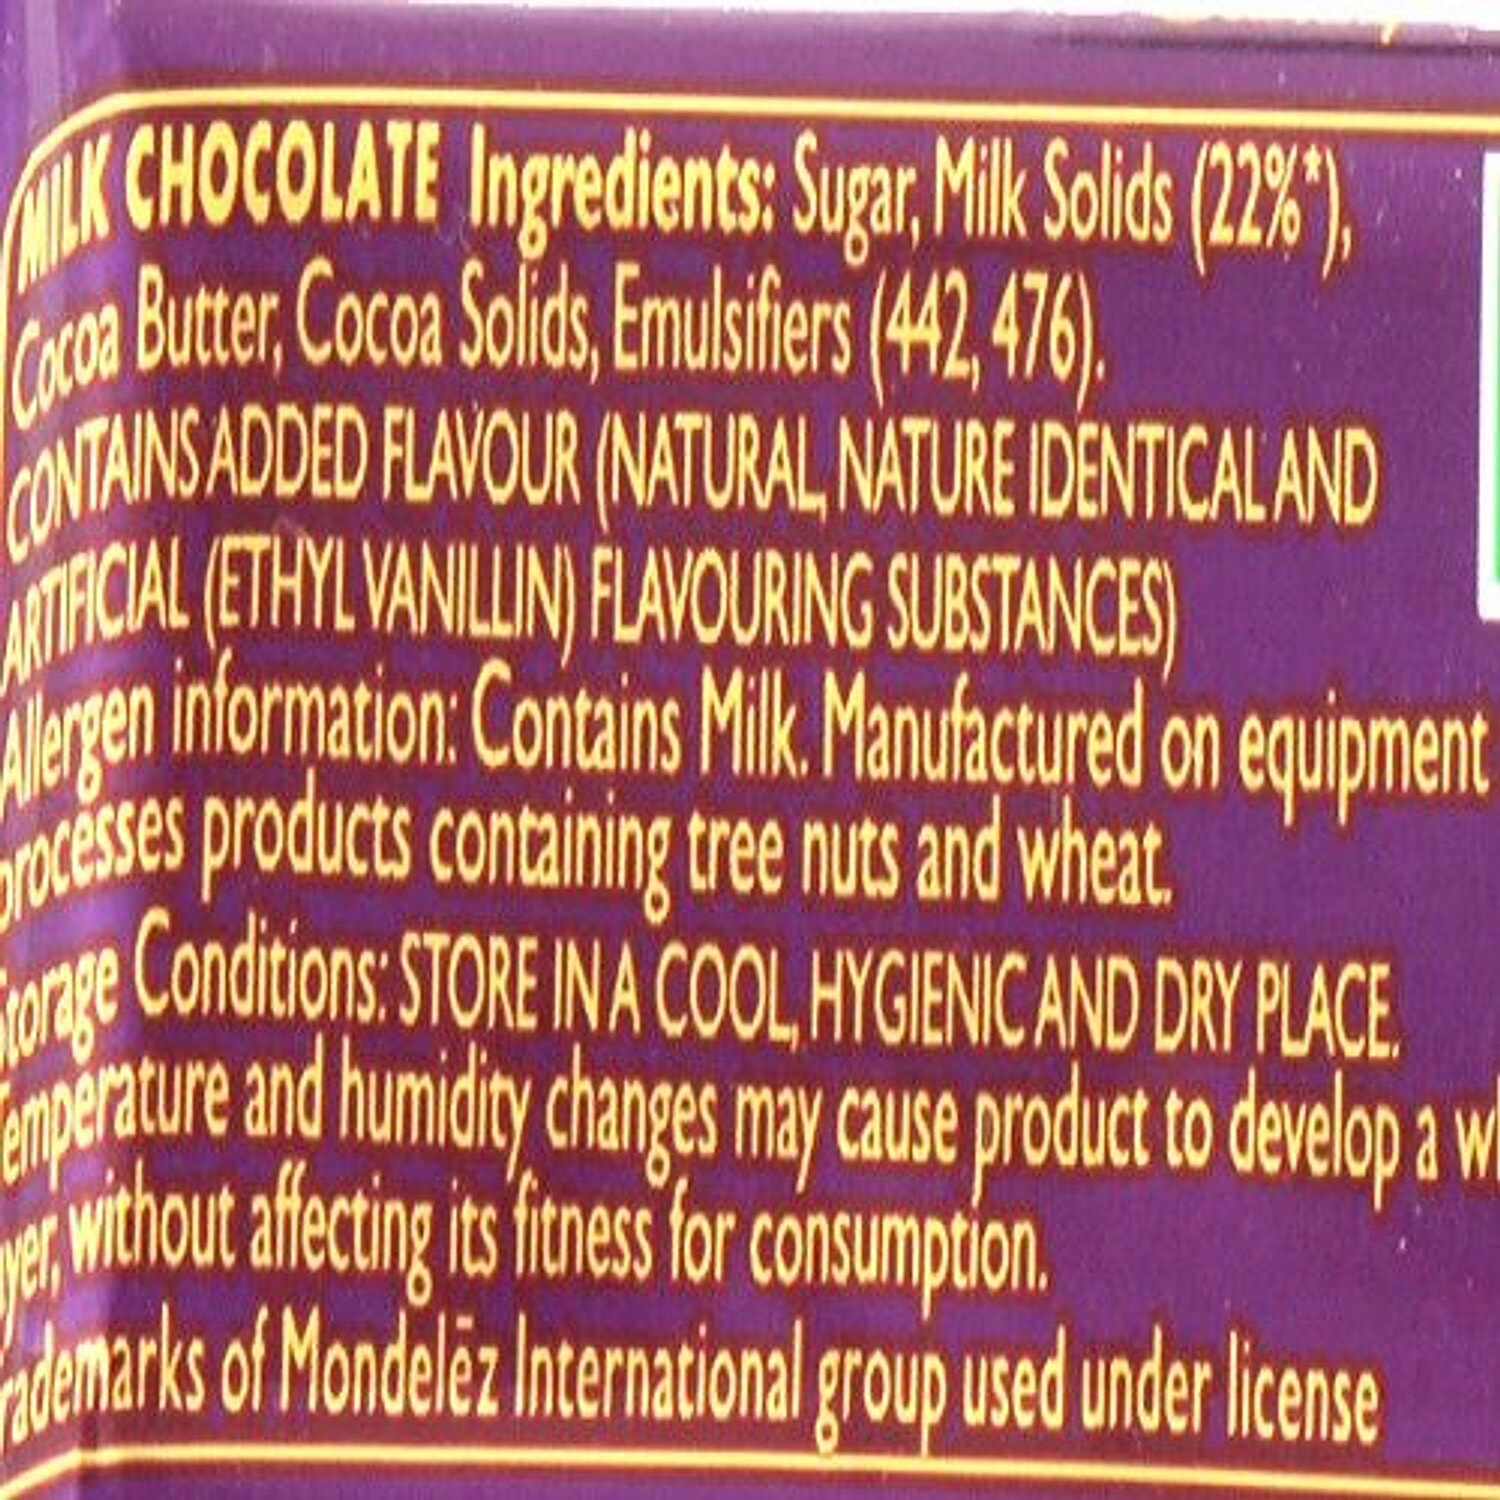 MILK CHOCOLATE Ingredients: Sugar, Milk Solids (22%*),
Cocoa Butter, Cocoa Solids, Emulsifiers (442, 476).
CONTAINS ADDED FLAVOUR (NATURAL, NATURE IDENTICAL AND
ARTIFICIAL (ETHYL VANILLIN) FLAVOURING SUBSTANCES)
Allergen information: Contains Milk. Manufactured on equipment
processes products containing tree nuts and wheat.
Storage Conditions: STORE IN A COOL, HYGIENIC AND DRY PLACE.
Temperature and humidity changes may cause product to develop a
yer, without affecting its fitness for consumption.
rademarks of Mondelēz International group used under license